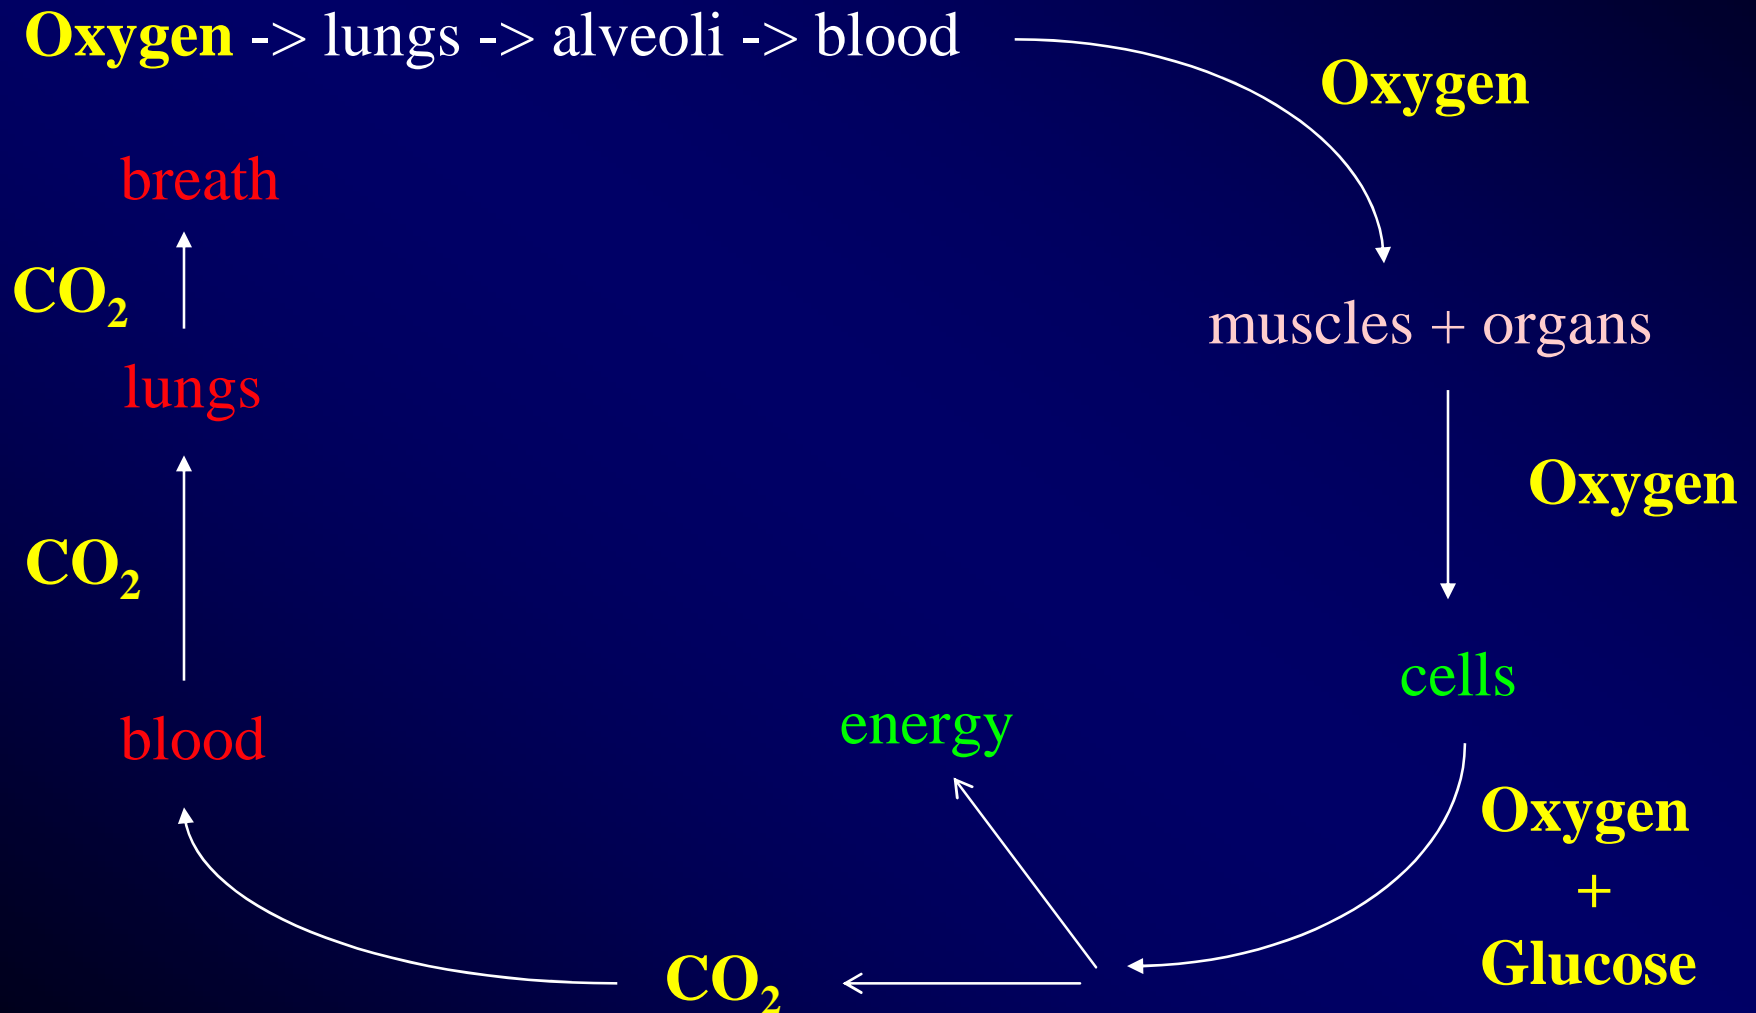 Oxygen -> lungs -> alveoli -> blood
Oxygen
breath
CO₂
muscles + organs
lungs
Oxygen
CO₂
cells
energy
blood
Oxygen
+
Glucose
CO₂